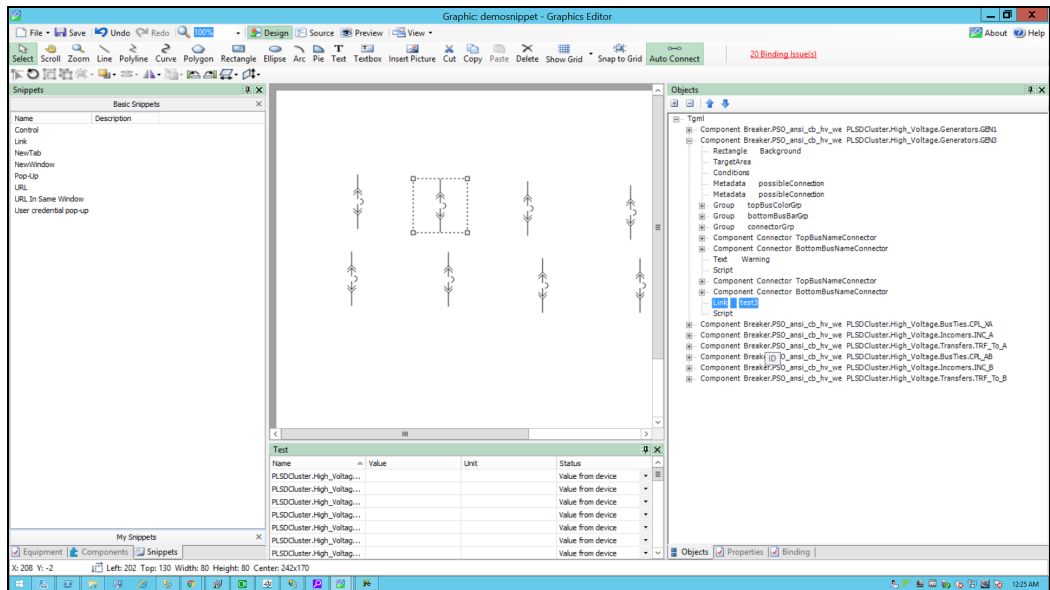 Graphic: demosnippet - Graphics Editor
File Save Undo Redo 100% Design Source Preview View About Help
Select Scroll Zoom Line Polyline Curve Polygon Rectangle Ellipse Arc Pie Text Textbox Insert Picture Cut Copy Paste Delete Show Grid Snap to Grid Auto Connect 20 Binding Issue(s)
Snippets
Basic Snippets
Name Description
Control
Link
NewTab
NewWindow
Pop-Up
URL
URL In Same Window
User credential pop-up
My Snippets
Equipment Components Snippets
Test
Name Value Unit Status
PLSDCluster.High_Voltag... Value from device
PLSDCluster.High_Voltag... Value from device
PLSDCluster.High_Voltag... Value from device
PLSDCluster.High_Voltag... Value from device
PLSDCluster.High_Voltag... Value from device
PLSDCluster.High_Voltag... Value from device
PLSDCluster.High_Voltag... Value from device
Objects
Tgml
Component Breaker.PSO_ansi_cb_hv_we PLSDCluster.High_Voltage.Generators.GEN1
Component Breaker.PSO_ansi_cb_hv_we PLSDCluster.High_Voltage.Generators.GEN3
Rectangle Background
TargetArea
Conditions
Metadata possibleConnection
Metadata possibleConnection
Group topBusColorGrp
Group bottomBusBarGrp
Group connectorGrp
Component Connector TopBusNameConnector
Component Connector BottomBusNameConnector
Text Warning
Script
Component Connector TopBusNameConnector
Component Connector BottomBusNameConnector
Link test3
Script
Component Breaker.PSO_ansi_cb_hv_we PLSDCluster.High_Voltage.BusTies.CPL_XA
Component Breaker.PSO_ansi_cb_hv_we PLSDCluster.High_Voltage.Incomers.INC_A
Component Breaker.PSO_ansi_cb_hv_we PLSDCluster.High_Voltage.Transfers.TRF_To_A
Component Break ID O_ansi_cb_hv_we PLSDCluster.High_Voltage.BusTies.CPL_AB
Component Breaker.PSO_ansi_cb_hv_we PLSDCluster.High_Voltage.Incomers.INC_B
Component Breaker.PSO_ansi_cb_hv_we PLSDCluster.High_Voltage.Transfers.TRF_To_B
Objects Properties Binding
X: 208 Y: -2 Left: 202 Top: 130 Width: 80 Height: 80 Center: 242x170
12:25 AM